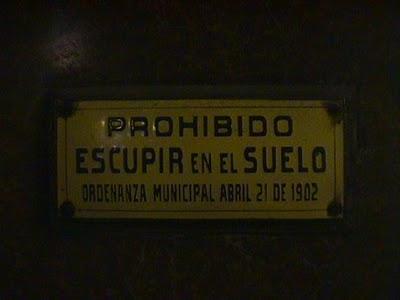 PROHIBIDO
ESCUPIR EN EL SUELO
ORDENANZA MUNICIPAL ABRIL 21 DE 1902